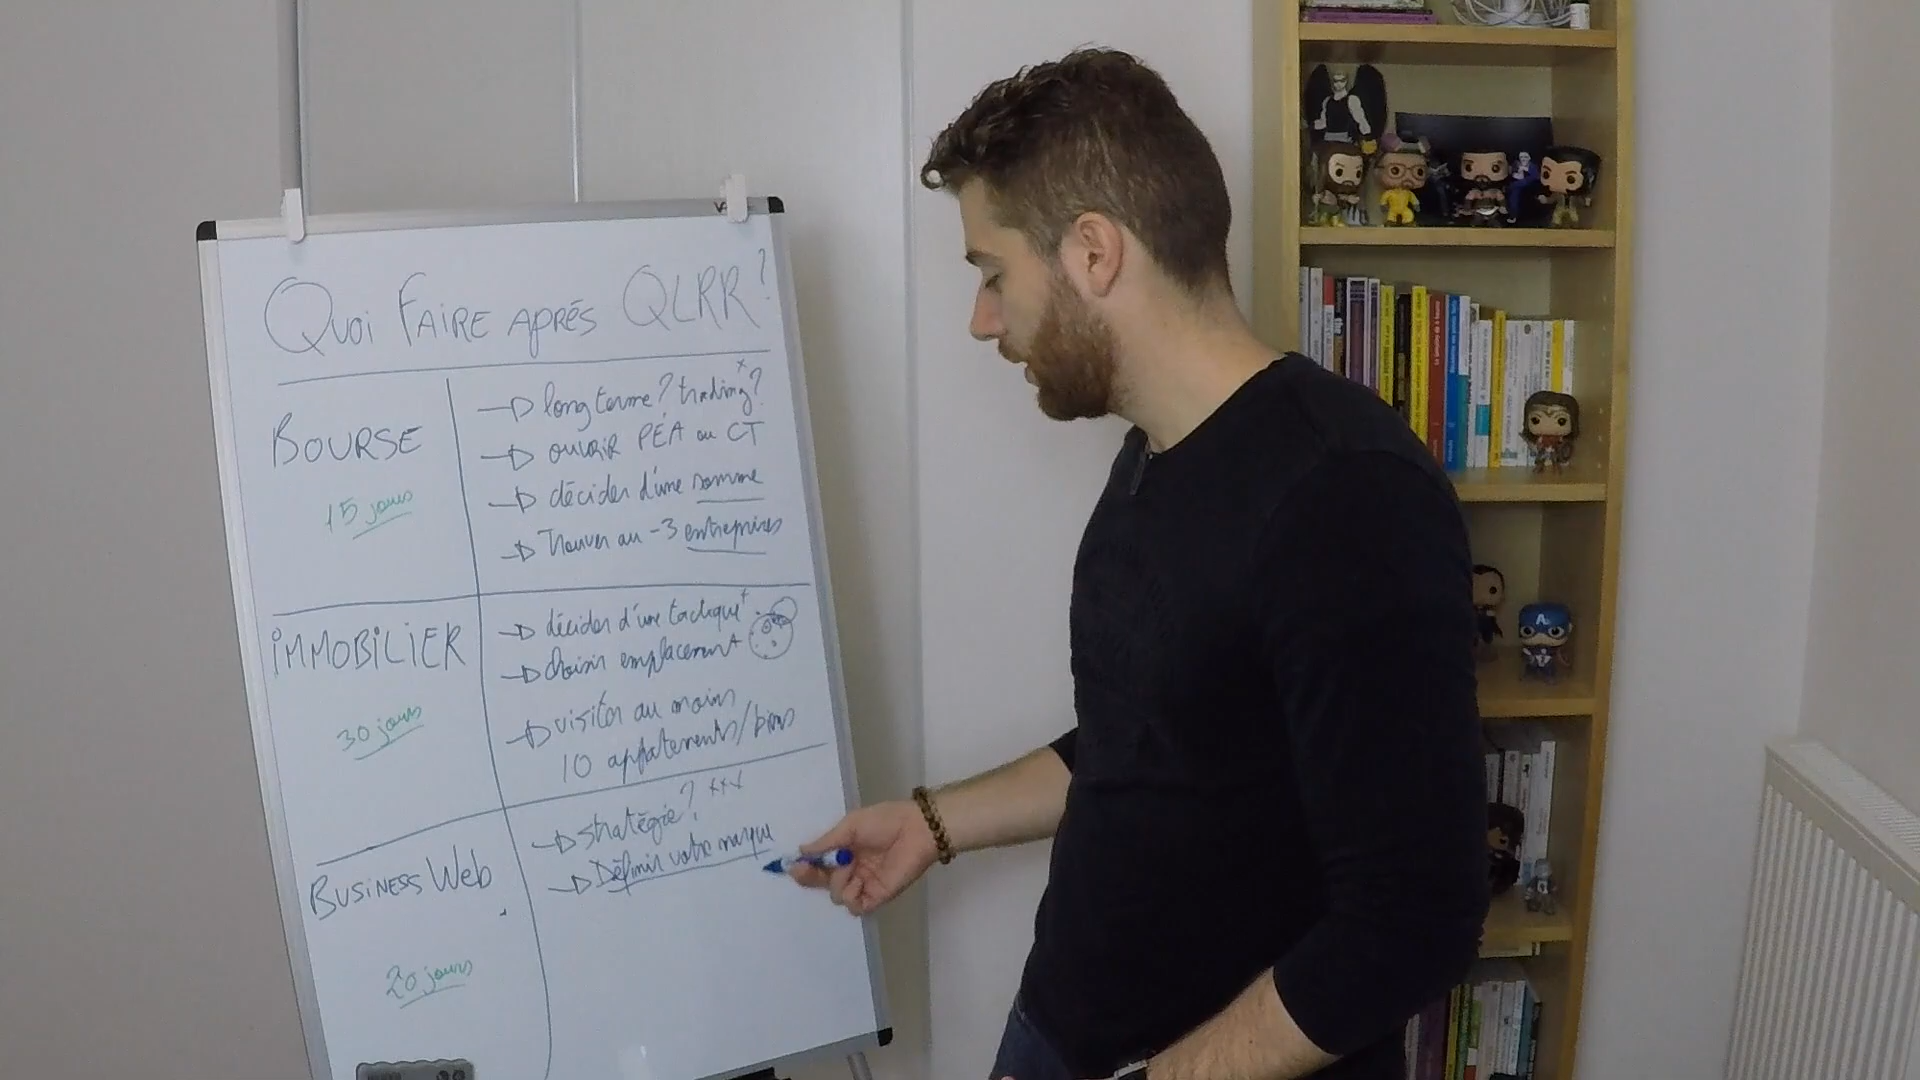 Quoi Faire après QLRR?
BOURSE
15 jours
long terme? trading?
ouvrir PÉA ou CT
décider d'une somme
Trouver au -3 entreprises
iMMOBiLiER
30 jours
décider d'une tactique
choisir emplacement
visiter au moins
10 appartements/biens
BUSiNESS Web
20 jours
stratégie?
Définir votre marque